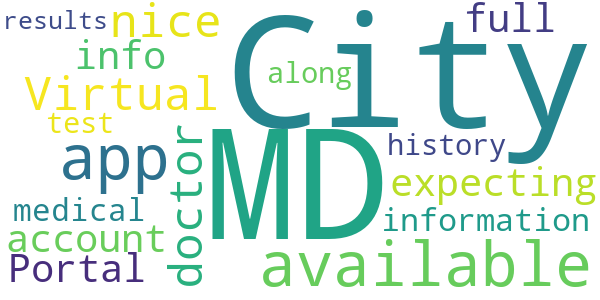 results
nice
City
full
info
along
Virtual
test
app
doctor
MD
history
expecting
medical
information
account
available
Portal